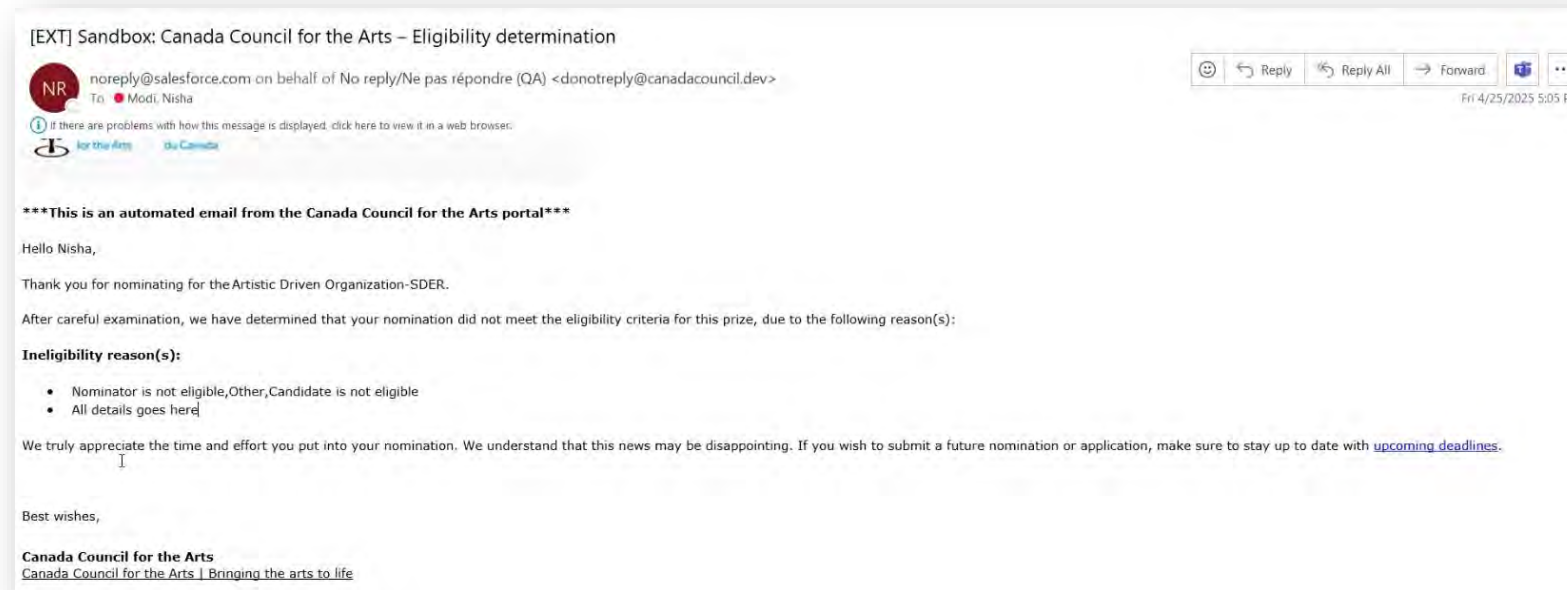 [EXT] Sandbox: Canada Council for the Arts – Eligibility determination
NR
noreply@salesforce.com on behalf of No reply/Ne pas répondre (QA) <donotreply@canadacouncil.dev>
To Modi, Nisha
Reply Reply All Forward
Fri 4/25/2025 5:05 P
If there are problems with how this message is displayed, click here to view it in a web browser.
for the Arts du Canada
***This is an automated email from the Canada Council for the Arts portal***
Hello Nisha,
Thank you for nominating for the Artistic Driven Organization-SDER.
After careful examination, we have determined that your nomination did not meet the eligibility criteria for this prize, due to the following reason(s):
Ineligibility reason(s):
• Nominator is not eligible,Other,Candidate is not eligible
• All details goes here
We truly appreciate the time and effort you put into your nomination. We understand that this news may be disappointing. If you wish to submit a future nomination or application, make sure to stay up to date with upcoming deadlines.
Best wishes,
Canada Council for the Arts
Canada Council for the Arts | Bringing the arts to life